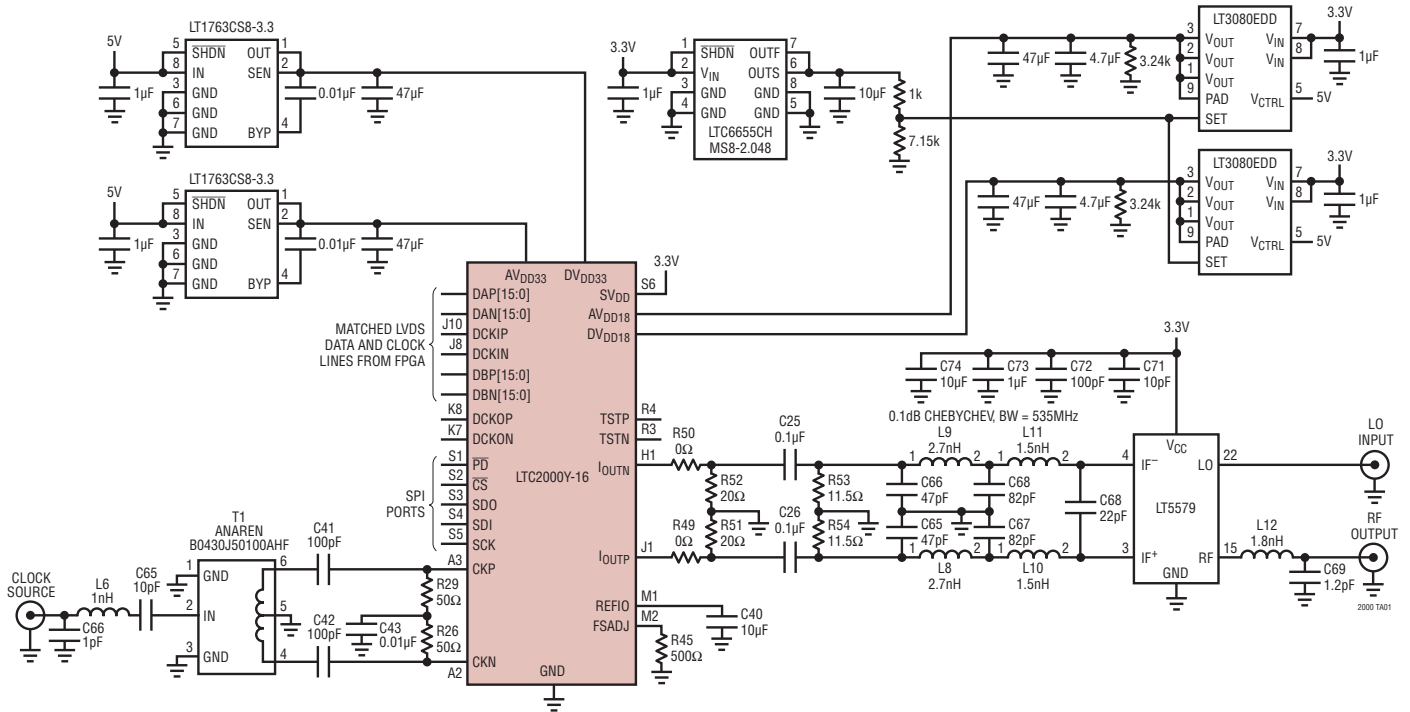 LT1763CS8-3.3
5V
1µF
5 SHDN OUT 1
8 IN SEN 2
3 GND
6 GND
7 GND BYP 4
0.01µF
47µF
LT1763CS8-3.3
5V
1µF
5 SHDN OUT 1
8 IN SEN 2
3 GND
6 GND
7 GND BYP 4
0.01µF
47µF
3.3V
1µF
1 SHDN OUTF 7
2 VIN OUTS 6
3 GND GND 8
4 GND GND 5
LTC6655CH
MS8-2.048
10µF
1k
7.15k
47µF
4.7µF
3.24k
LT3080EDD
3 VOUT VIN 7
2 VOUT VIN 8
1 VOUT
9 PAD VCTRL 5
SET
3.3V
1µF
5V
47µF
4.7µF
3.24k
LT3080EDD
3 VOUT VIN 7
2 VOUT VIN 8
1 VOUT
9 PAD VCTRL 5
SET
3.3V
1µF
5V
AVDD33 DVDD33
MATCHED LVDS
DATA AND CLOCK
LINES FROM FPGA
DAP[15:0]
DAN[15:0]
J10 DCKIP
J8 DCKIN
DBP[15:0]
DBN[15:0]
K8 DCKOP
K7 DCKON
SPI
PORTS
S1 PD
S2 CS
S3 SDO
S4 SDI
S5 SCK
A3 CKP
A2 CKN
LTC2000Y-16
GND
3.3V
SVDD S6
AVDD18
DVDD18
TSTP R4
TSTN R3
IOUTN H1
IOUTP J1
REFIO M1
FSADJ M2
C40
10µF
R45
500Ω
CLOCK
SOURCE
C66
1pF
L6
1nH
C65
10pF
T1
ANAREN
B0430J50100AHF
1 GND
2 IN
3 GND
6
5
4
C41
100pF
C42
100pF
C43
0.01µF
R29
50Ω
R26
50Ω
R50
0Ω
R49
0Ω
R52
20Ω
R51
20Ω
C25
0.1µF
C26
0.1µF
R53
11.5Ω
R54
11.5Ω
0.1dB CHEBYCHEV, BW = 535MHz
L9
2.7nH
1 2
L11
1.5nH
1 2
C66
47pF
C65
47pF
C68
82pF
C67
82pF
1 2
L8
2.7nH
1 2
L10
1.5nH
C68
22pF
C74
10µF
C73
1µF
C72
100pF
C71
10pF
3.3V
VCC
4 IF− LO 22
LT5579
3 IF+ RF 15
GND
LO
INPUT
L12
1.8nH
C69
1.2pF
RF
OUTPUT
2000 TA01